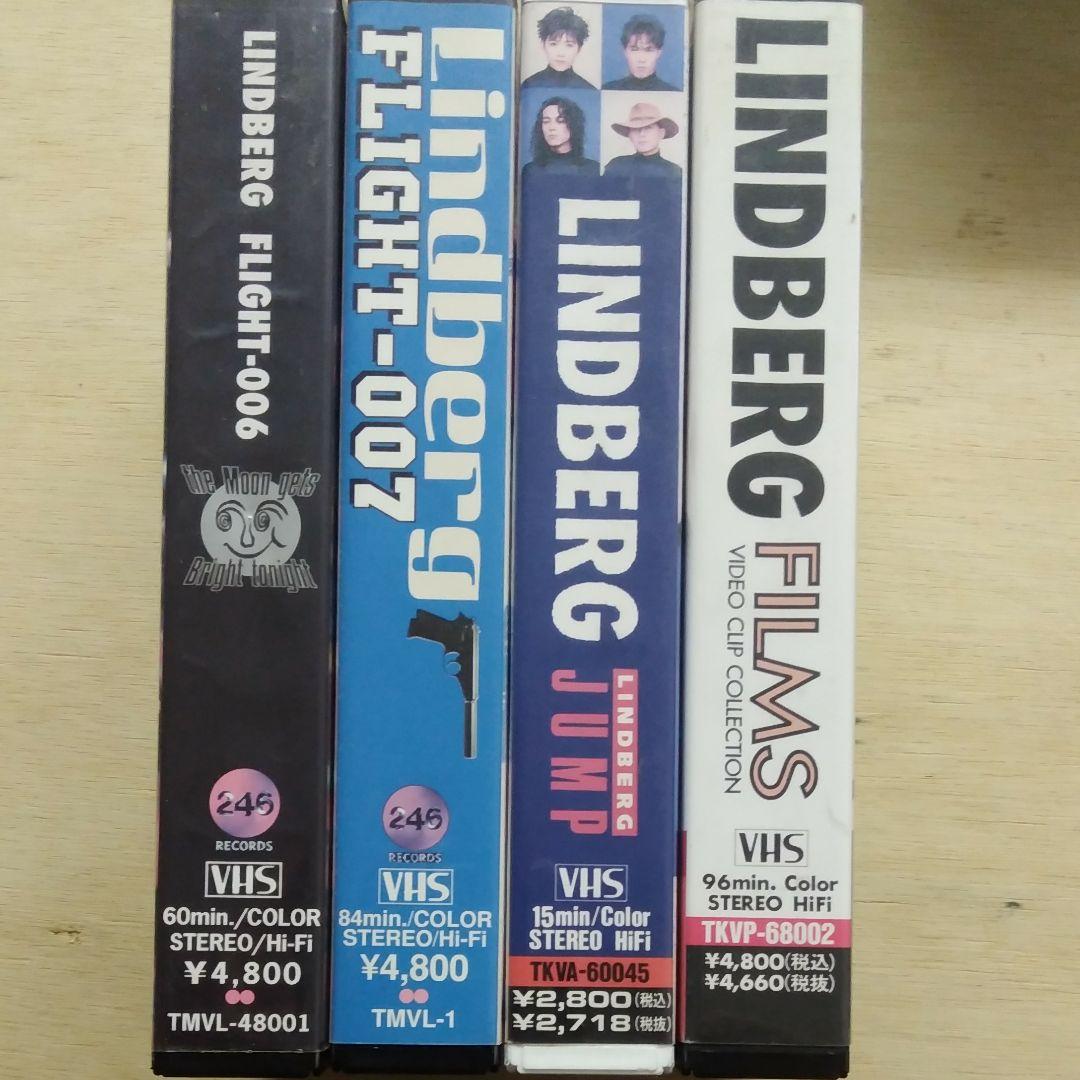 LINDBERG FLIGHT-006
the Moon gets
Bright tonight
246
RECORDS
VHS
60min./COLOR
STEREO/Hi-Fi
¥4,800
TMVL-48001
Lindberg
FLIGHT-007
246
RECORDS
VHS
84min./COLOR
STEREO/Hi-Fi
¥4,800
TMVL-1
LINDBERG
LINDBERG
JUMP
VHS
15min/Color
STEREO HiFi
TKVA-60045
¥2,800(税込)
¥2,718(税抜)
LINDBERG
FILMS
VIDEO CLIP COLLECTION
VHS
96min. Color
STEREO HiFi
TKVP-68002
¥4,800(税込)
¥4,660(税抜)